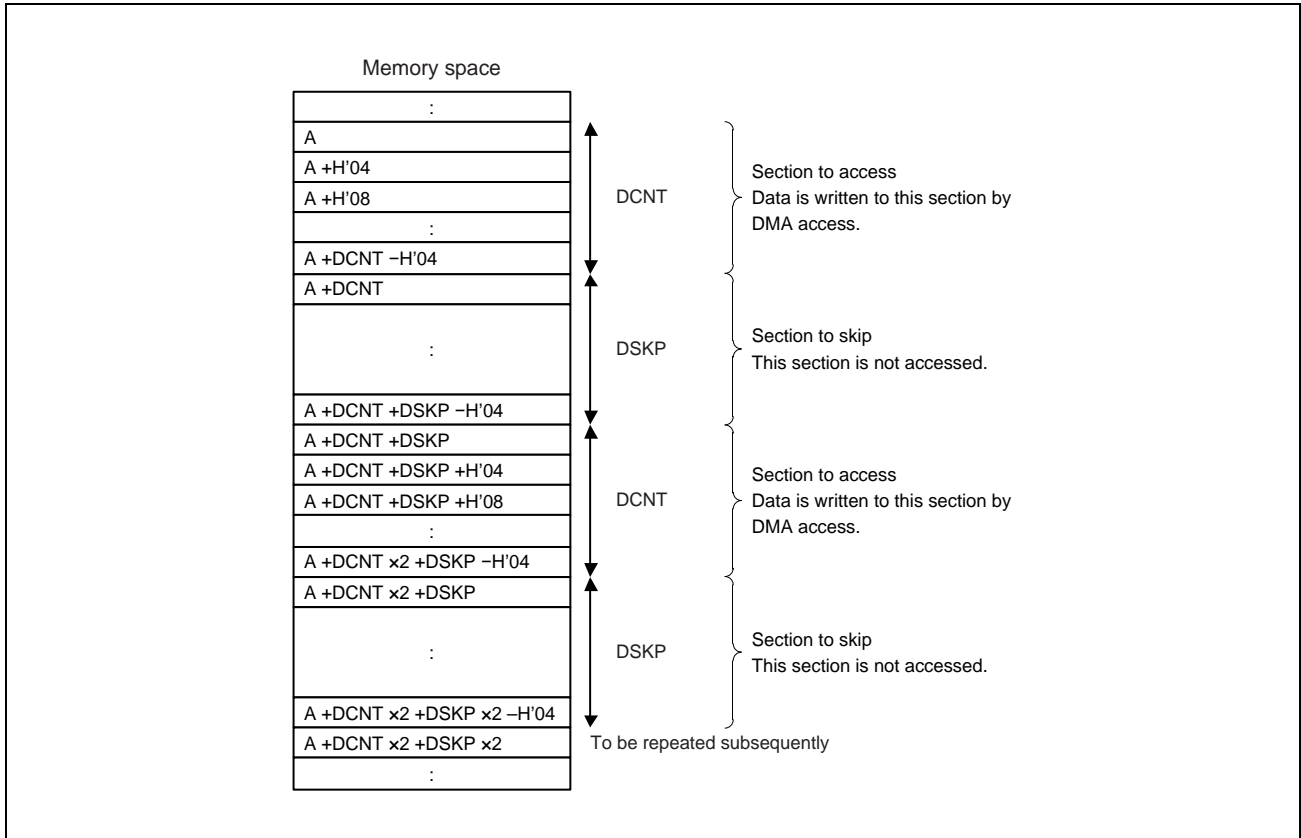 Memory space
:
A
A +H'04
A +H'08
:
A +DCNT −H'04
DCNT
Section to access
Data is written to this section by
DMA access.
A +DCNT
:
A +DCNT +DSKP −H'04
DSKP
Section to skip
This section is not accessed.
A +DCNT +DSKP
A +DCNT +DSKP +H'04
A +DCNT +DSKP +H'08
:
A +DCNT ×2 +DSKP −H'04
DCNT
Section to access
Data is written to this section by
DMA access.
A +DCNT ×2 +DSKP
:
A +DCNT ×2 +DSKP ×2 –H'04
DSKP
Section to skip
This section is not accessed.
A +DCNT ×2 +DSKP ×2
To be repeated subsequently
: